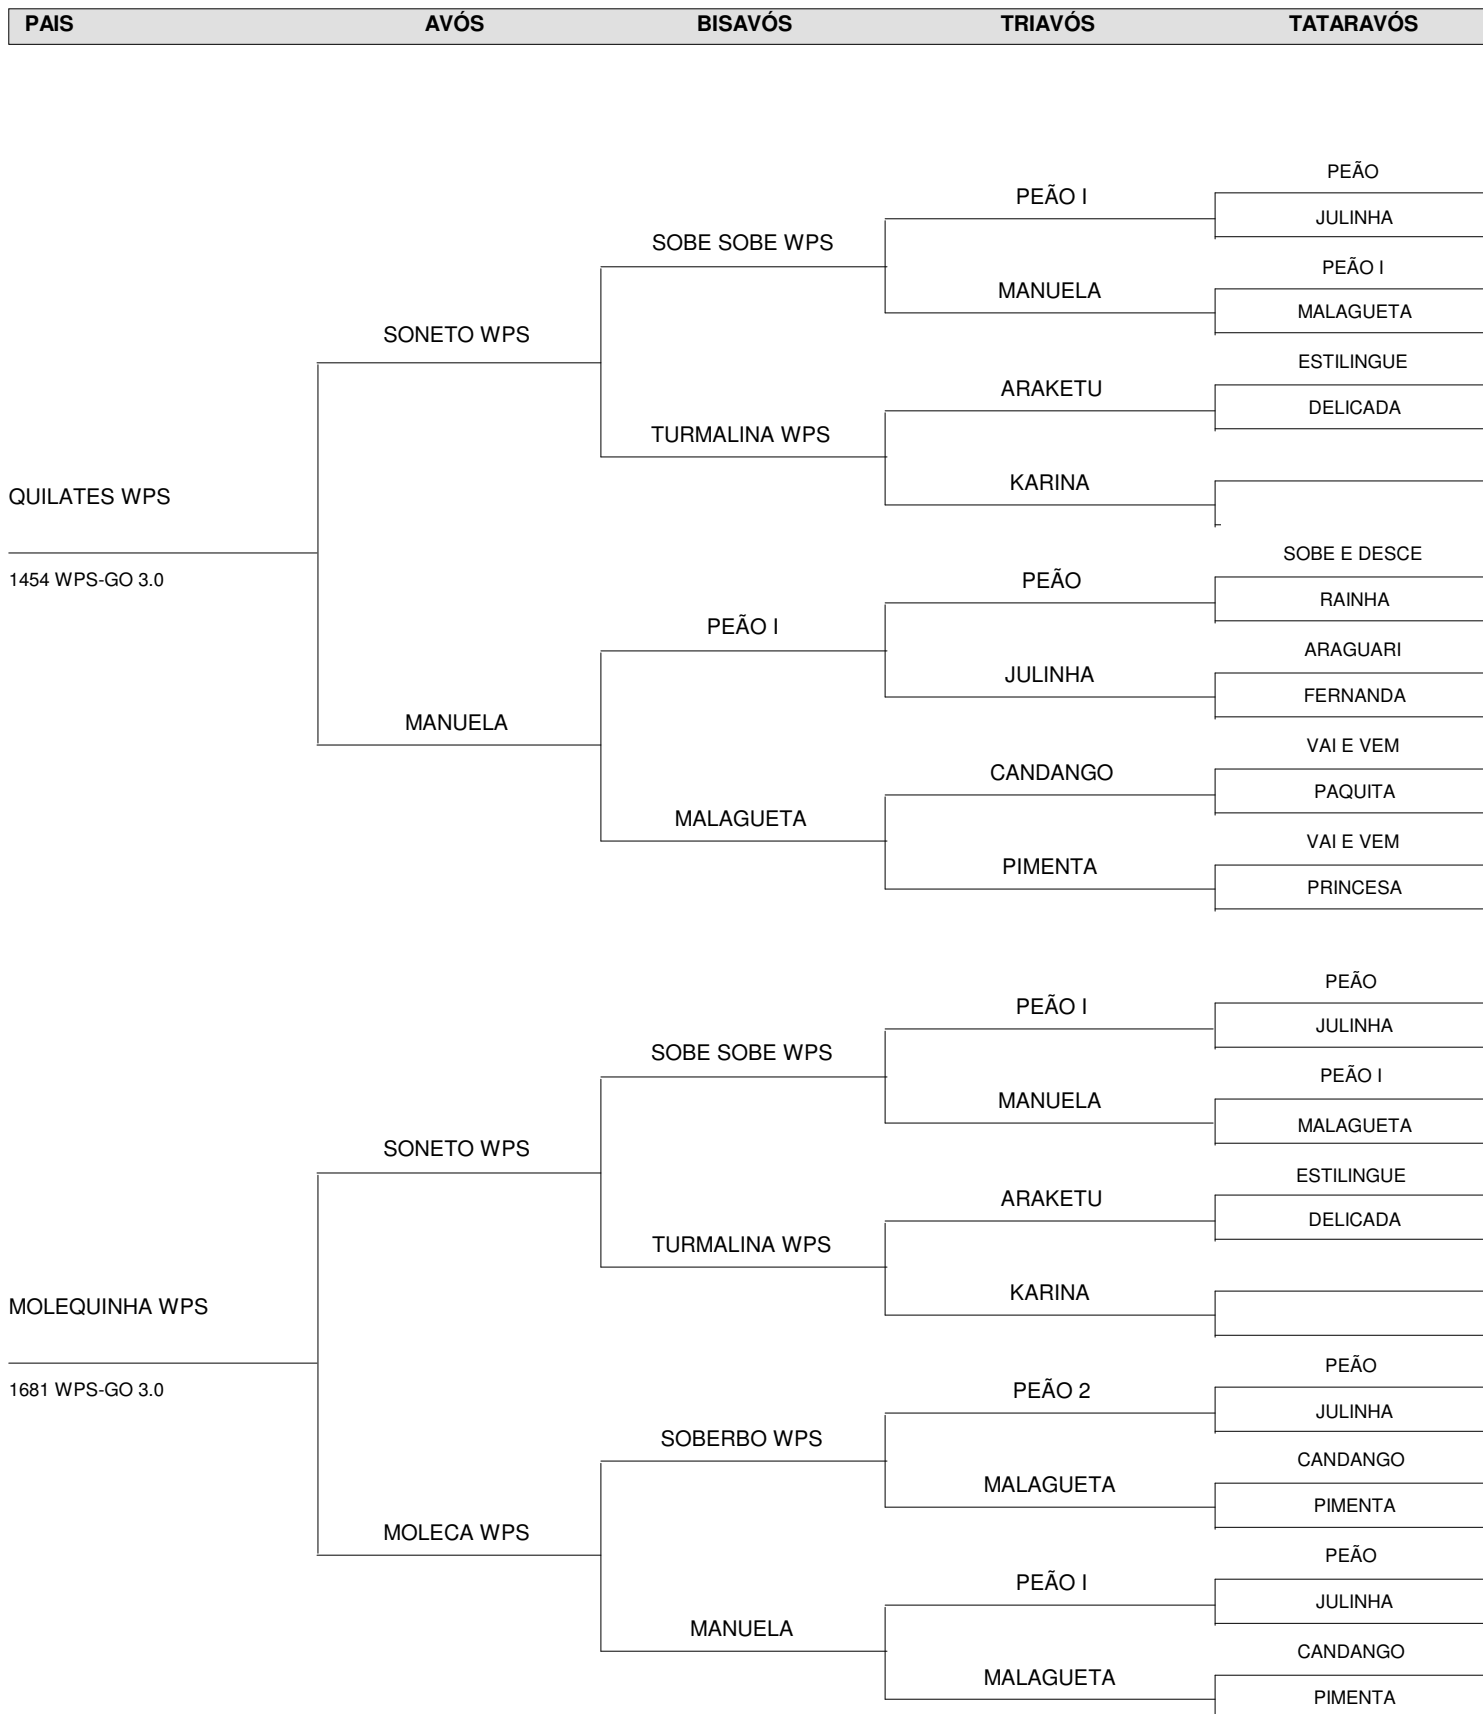 PAIS AVÓS BISAVÓS TRIAVÓS TATARAVÓS
PEÃO
PEÃO I
JULINHA
SOBE SOBE WPS
PEÃO I
MANUELA
MALAGUETA
SONETO WPS
ESTILINGUE
ARAKETU
DELICADA
TURMALINA WPS
KARINA
QUILATES WPS
SOBE E DESCE
1454 WPS-GO 3.0
PEÃO
RAINHA
PEÃO I
ARAGUARI
JULINHA
FERNANDA
MANUELA
VAI E VEM
CANDANGO
PAQUITA
MALAGUETA
VAI E VEM
PIMENTA
PRINCESA
PEÃO
PEÃO I
JULINHA
SOBE SOBE WPS
PEÃO I
MANUELA
MALAGUETA
SONETO WPS
ESTILINGUE
ARAKETU
DELICADA
TURMALINA WPS
KARINA
MOLEQUINHA WPS
PEÃO
1681 WPS-GO 3.0
PEÃO 2
JULINHA
SOBERBO WPS
CANDANGO
MALAGUETA
PIMENTA
MOLECA WPS
PEÃO
PEÃO I
JULINHA
MANUELA
CANDANGO
MALAGUETA
PIMENTA